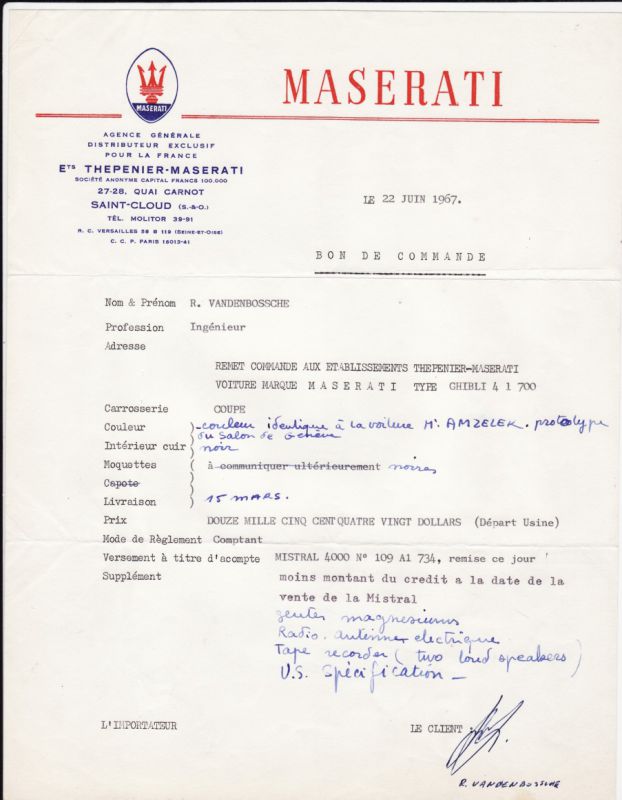 MASERATI
MASERATI
AGENCE GÉNÉRALE
DISTRIBUTEUR EXCLUSIF
POUR LA FRANCE
ETS THEPENIER-MASERATI
SOCIÉTÉ ANONYME CAPITAL FRANCS 100.000
27-28, QUAI CARNOT
SAINT-CLOUD (S.-&-O.)
TÉL. MOLITOR 39-91
R. C. VERSAILLES 58 B 119 (SEINE-ET-OISE)
C. C. P. PARIS 16013-41
LE 22 JUIN 1967.
BON DE COMMANDE
Nom & Prénom R. VANDENBOSSCHE
Profession Ingénieur
Adresse
REMET COMMANDE AUX ETABLISSEMENTS THEPENIER-MASERATI
VOITURE MARQUE MASERATI TYPE GHIBLI 4 1 700
Carrosserie COUPE
Couleur )-couleur identique à la voiture Mr AMZELEK. prototype
du Salon de Genève
Intérieur cuir ) noir
Moquettes ( à communiquer ultérieurement noires
Capote )
Livraison ) 15 MARS.
Prix DOUZE MILLE CINQ CENT QUATRE VINGT DOLLARS (Départ Usine)
Mode de Règlement Comptant
Versement à titre d'acompte MISTRAL 4000 N° 109 A1 734, remise ce jour
Supplément moins montant du credit a la date de la
vente de la Mistral
jeutes magnesiums
Radio. antenne electrique
Tape recorder (two loud speakers)
U.S. Spécification —
L'IMPORTATEUR LE CLIENT :
R. VANDENBOSSCHE